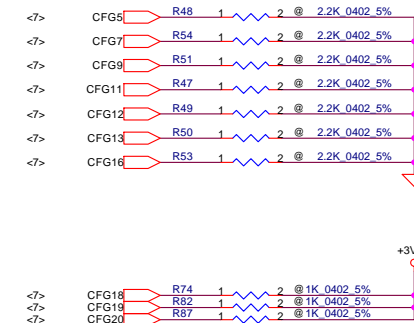 <7> CFG5 R48 1 2 @ 2.2K_0402_5%
<7> CFG7 R54 1 2 @ 2.2K_0402_5%
<7> CFG9 R51 1 2 @ 2.2K_0402_5%
<7> CFG11 R47 1 2 @ 2.2K_0402_5%
<7> CFG12 R49 1 2 @ 2.2K_0402_5%
<7> CFG13 R50 1 2 @ 2.2K_0402_5%
<7> CFG16 R53 1 2 @ 2.2K_0402_5%
+3V
<7> CFG18 R74 1 2 @ 1K_0402_5%
<7> CFG19 R82 1 2 @ 1K_0402_5%
<7> CFG20 R87 1 2 @ 1K_0402_5%